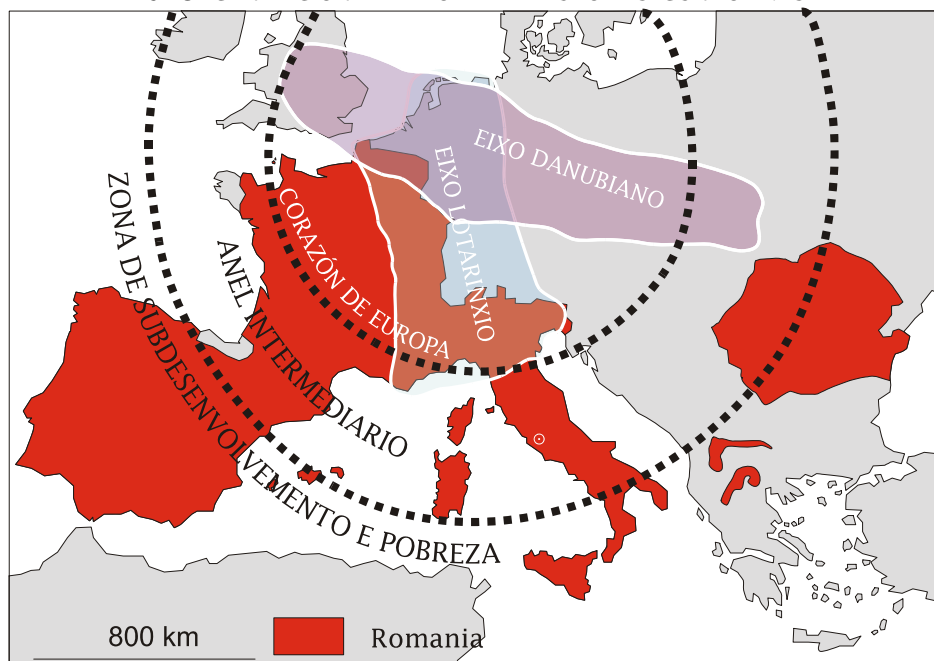 EIXO DANUBIANO
EIXO LOTARINXIO
CORAZÓN DE EUROPA
ANEL INTERMEDIARIO
ZONA DE SUBDESENVOLVEMENTO E POBREZA
800 km
Romania